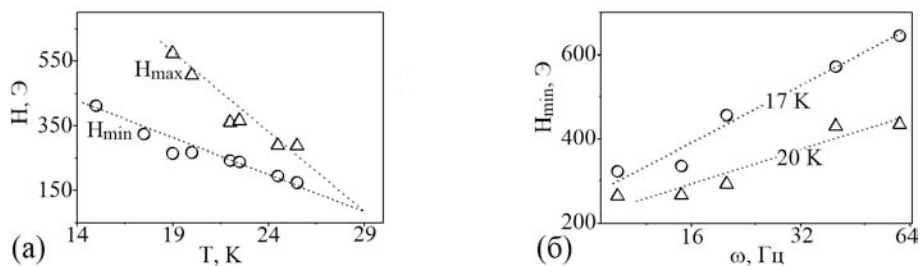 H, Э
550
350
150
Hmax
Hmin
14
19
24
29
T, K
(а)
Hmin, Э
600
400
200
17 K
20 K
16
32
64
ω, Гц
(б)